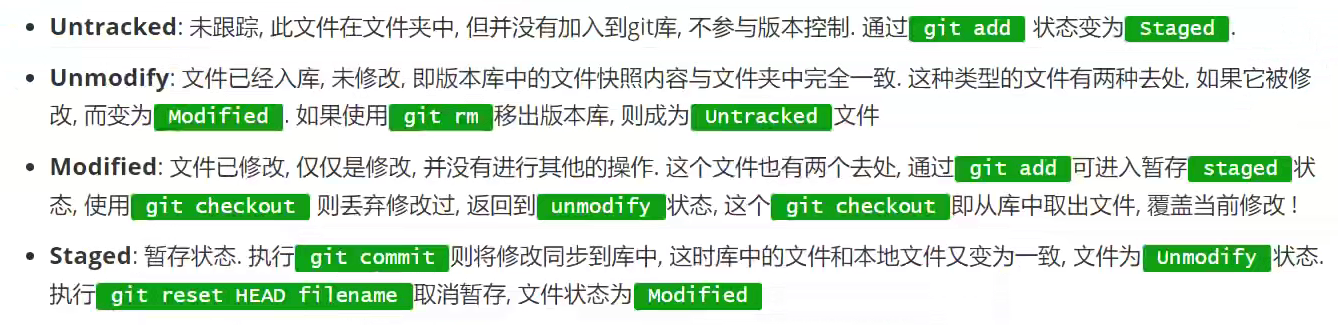 • Untracked: 未跟踪, 此文件在文件夹中, 但并没有加入到git库, 不参与版本控制. 通过 git add 状态变为 Staged .
• Unmodify: 文件已经入库, 未修改, 即版本库中的文件快照内容与文件夹中完全一致. 这种类型的文件有两种去处, 如果它被修
改, 而变为 Modified . 如果使用 git rm 移出版本库, 则成为 Untracked 文件
• Modified: 文件已修改, 仅仅是修改, 并没有进行其他的操作. 这个文件也有两个去处, 通过 git add 可进入暂存 staged 状
态, 使用 git checkout 则丢弃修改过, 返回到 unmodify 状态, 这个 git checkout 即从库中取出文件, 覆盖当前修改 !
• Staged: 暂存状态. 执行 git commit 则将修改同步到库中, 这时库中的文件和本地文件又变为一致, 文件为 Unmodify 状态.
执行 git reset HEAD filename 取消暂存, 文件状态为 Modified